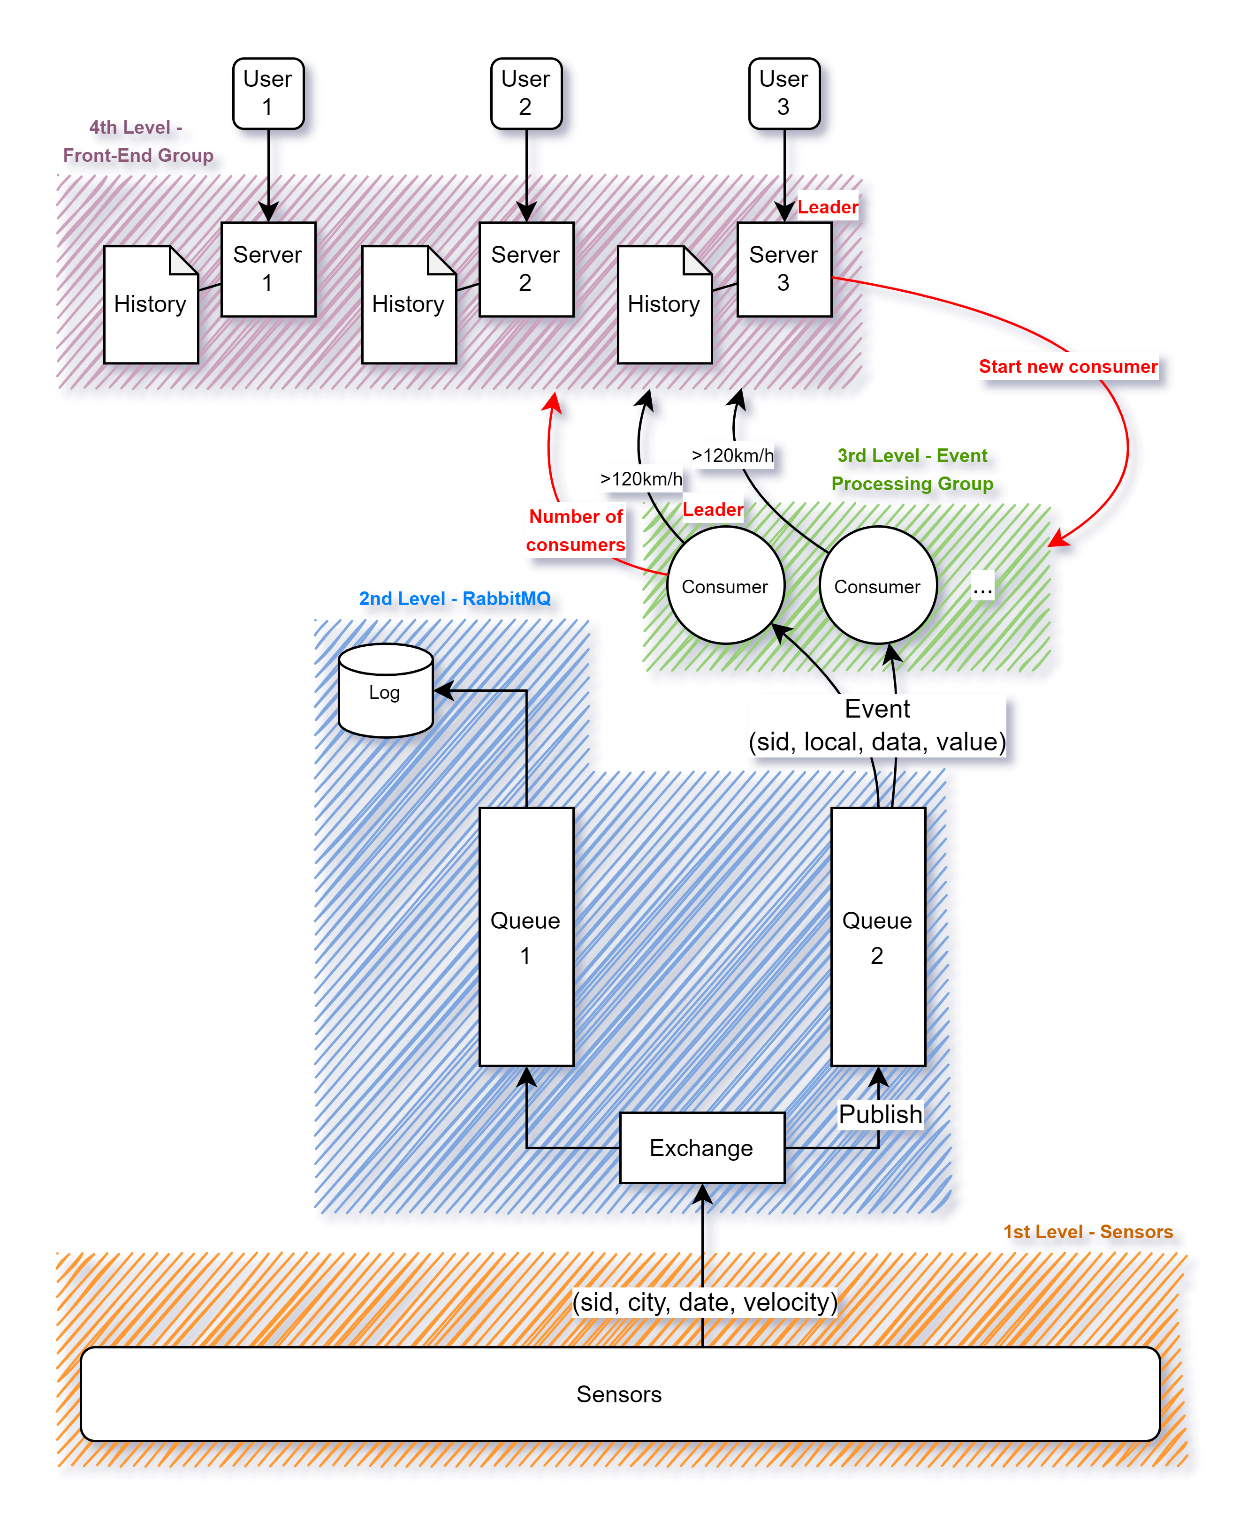 User
1
User
2
User
3
4th Level -
Front-End Group
Leader
Server
1
Server
2
Server
3
History
History
History
Start new consumer
>120km/h
>120km/h
3rd Level - Event
Processing Group
Leader
Number of
consumers
Consumer
Consumer
...
2nd Level - RabbitMQ
Log
Event
(sid, local, data, value)
Queue
1
Queue
2
Publish
Exchange
1st Level - Sensors
(sid, city, date, velocity)
Sensors